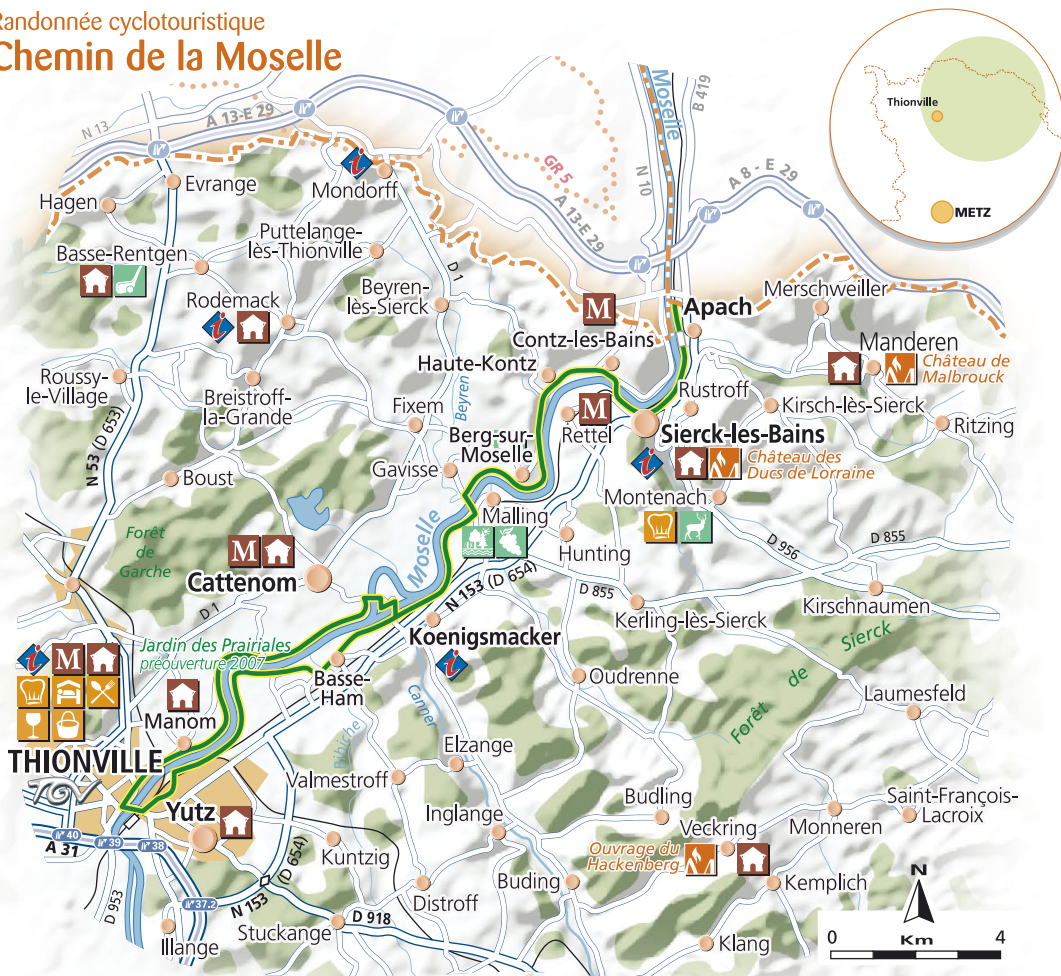 Randonnée cyclotouristique
Chemin de la Moselle
Thionville
METZ
N 13
A 13-E 29
Moselle
B 419
GR 5
N 10
A 8 - E 29
A 13-E 29
Evrange
Hagen
Mondorff
Puttelange-
lès-Thionville
D 1
Basse-Rentgen
Rodemack
Beyren-
lès-Sierck
M
Contz-les-Bains
Apach
Merschweiler
Manderen
Château de
Malbrouck
Haute-Kontz
Roussy-
le-Village
Breistroff-
la-Grande
Fixem
Beyren
Rustroff
Kirsch-lès-Sierck
Ritzing
M
Rettel
Sierck-les-Bains
Château des
Ducs de Lorraine
N 53 (D 653)
Berg-sur-
Moselle
Gavisse
Boust
Montenach
Malling
Moselle
Hunting
D 956
D 855
Forêt
de
Garche
M
Cattenom
D 1
N 153 (D 654)
D 855
Kerling-lès-Sierck
Kirschnaumen
Koenigsmacker
Jardin des Prairiales
préouverture 2007
Forêt de Sierck
M
Basse-
Ham
Oudrenne
Laumesfeld
Manom
Canner
Bibliche
THIONVILLE
TGV
Elzange
Valmestroff
Yutz
Inglange
Budling
Saint-François-
Lacroix
Monneren
Veckring
Ouvrage du
Hackenberg
40
39
38
A 31
Kuntzig
Buding
Kemplich
N
D 953
N 153
(D 654)
37.2
Distroff
D 918
Illange
Stuckange
Klang
0 Km 4